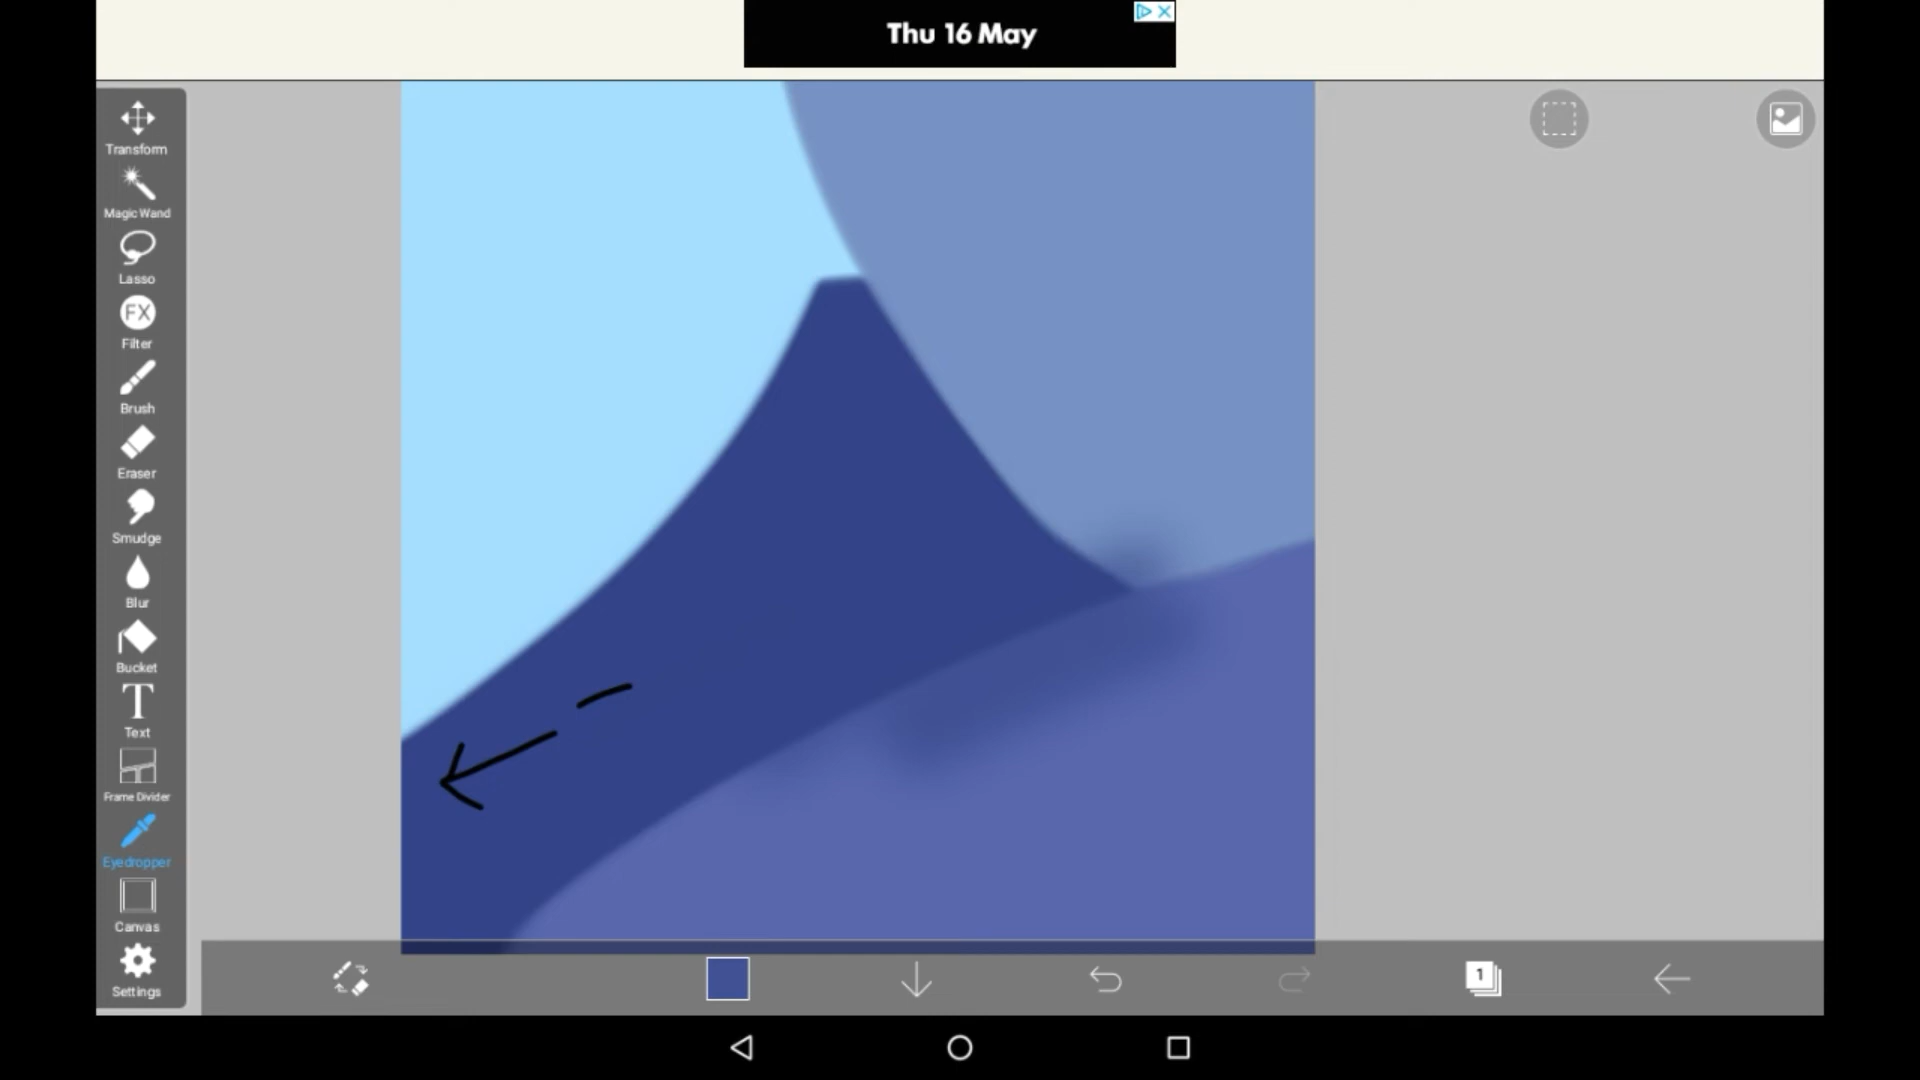 Thu 16 May
Transform
Magic Wand
Lasso
FX
Filter
Brush
Eraser
Smudge
Blur
Bucket
T
Text
Frame Divider
Eyedropper
Canvas
Settings
1